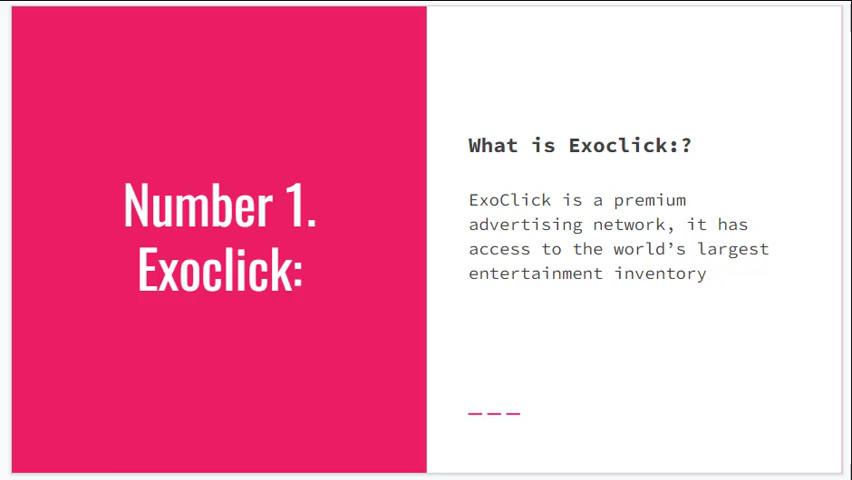 Number 1.
Exoclick:
What is Exoclick:?
ExoClick is a premium
advertising network, it has
access to the world’s largest
entertainment inventory